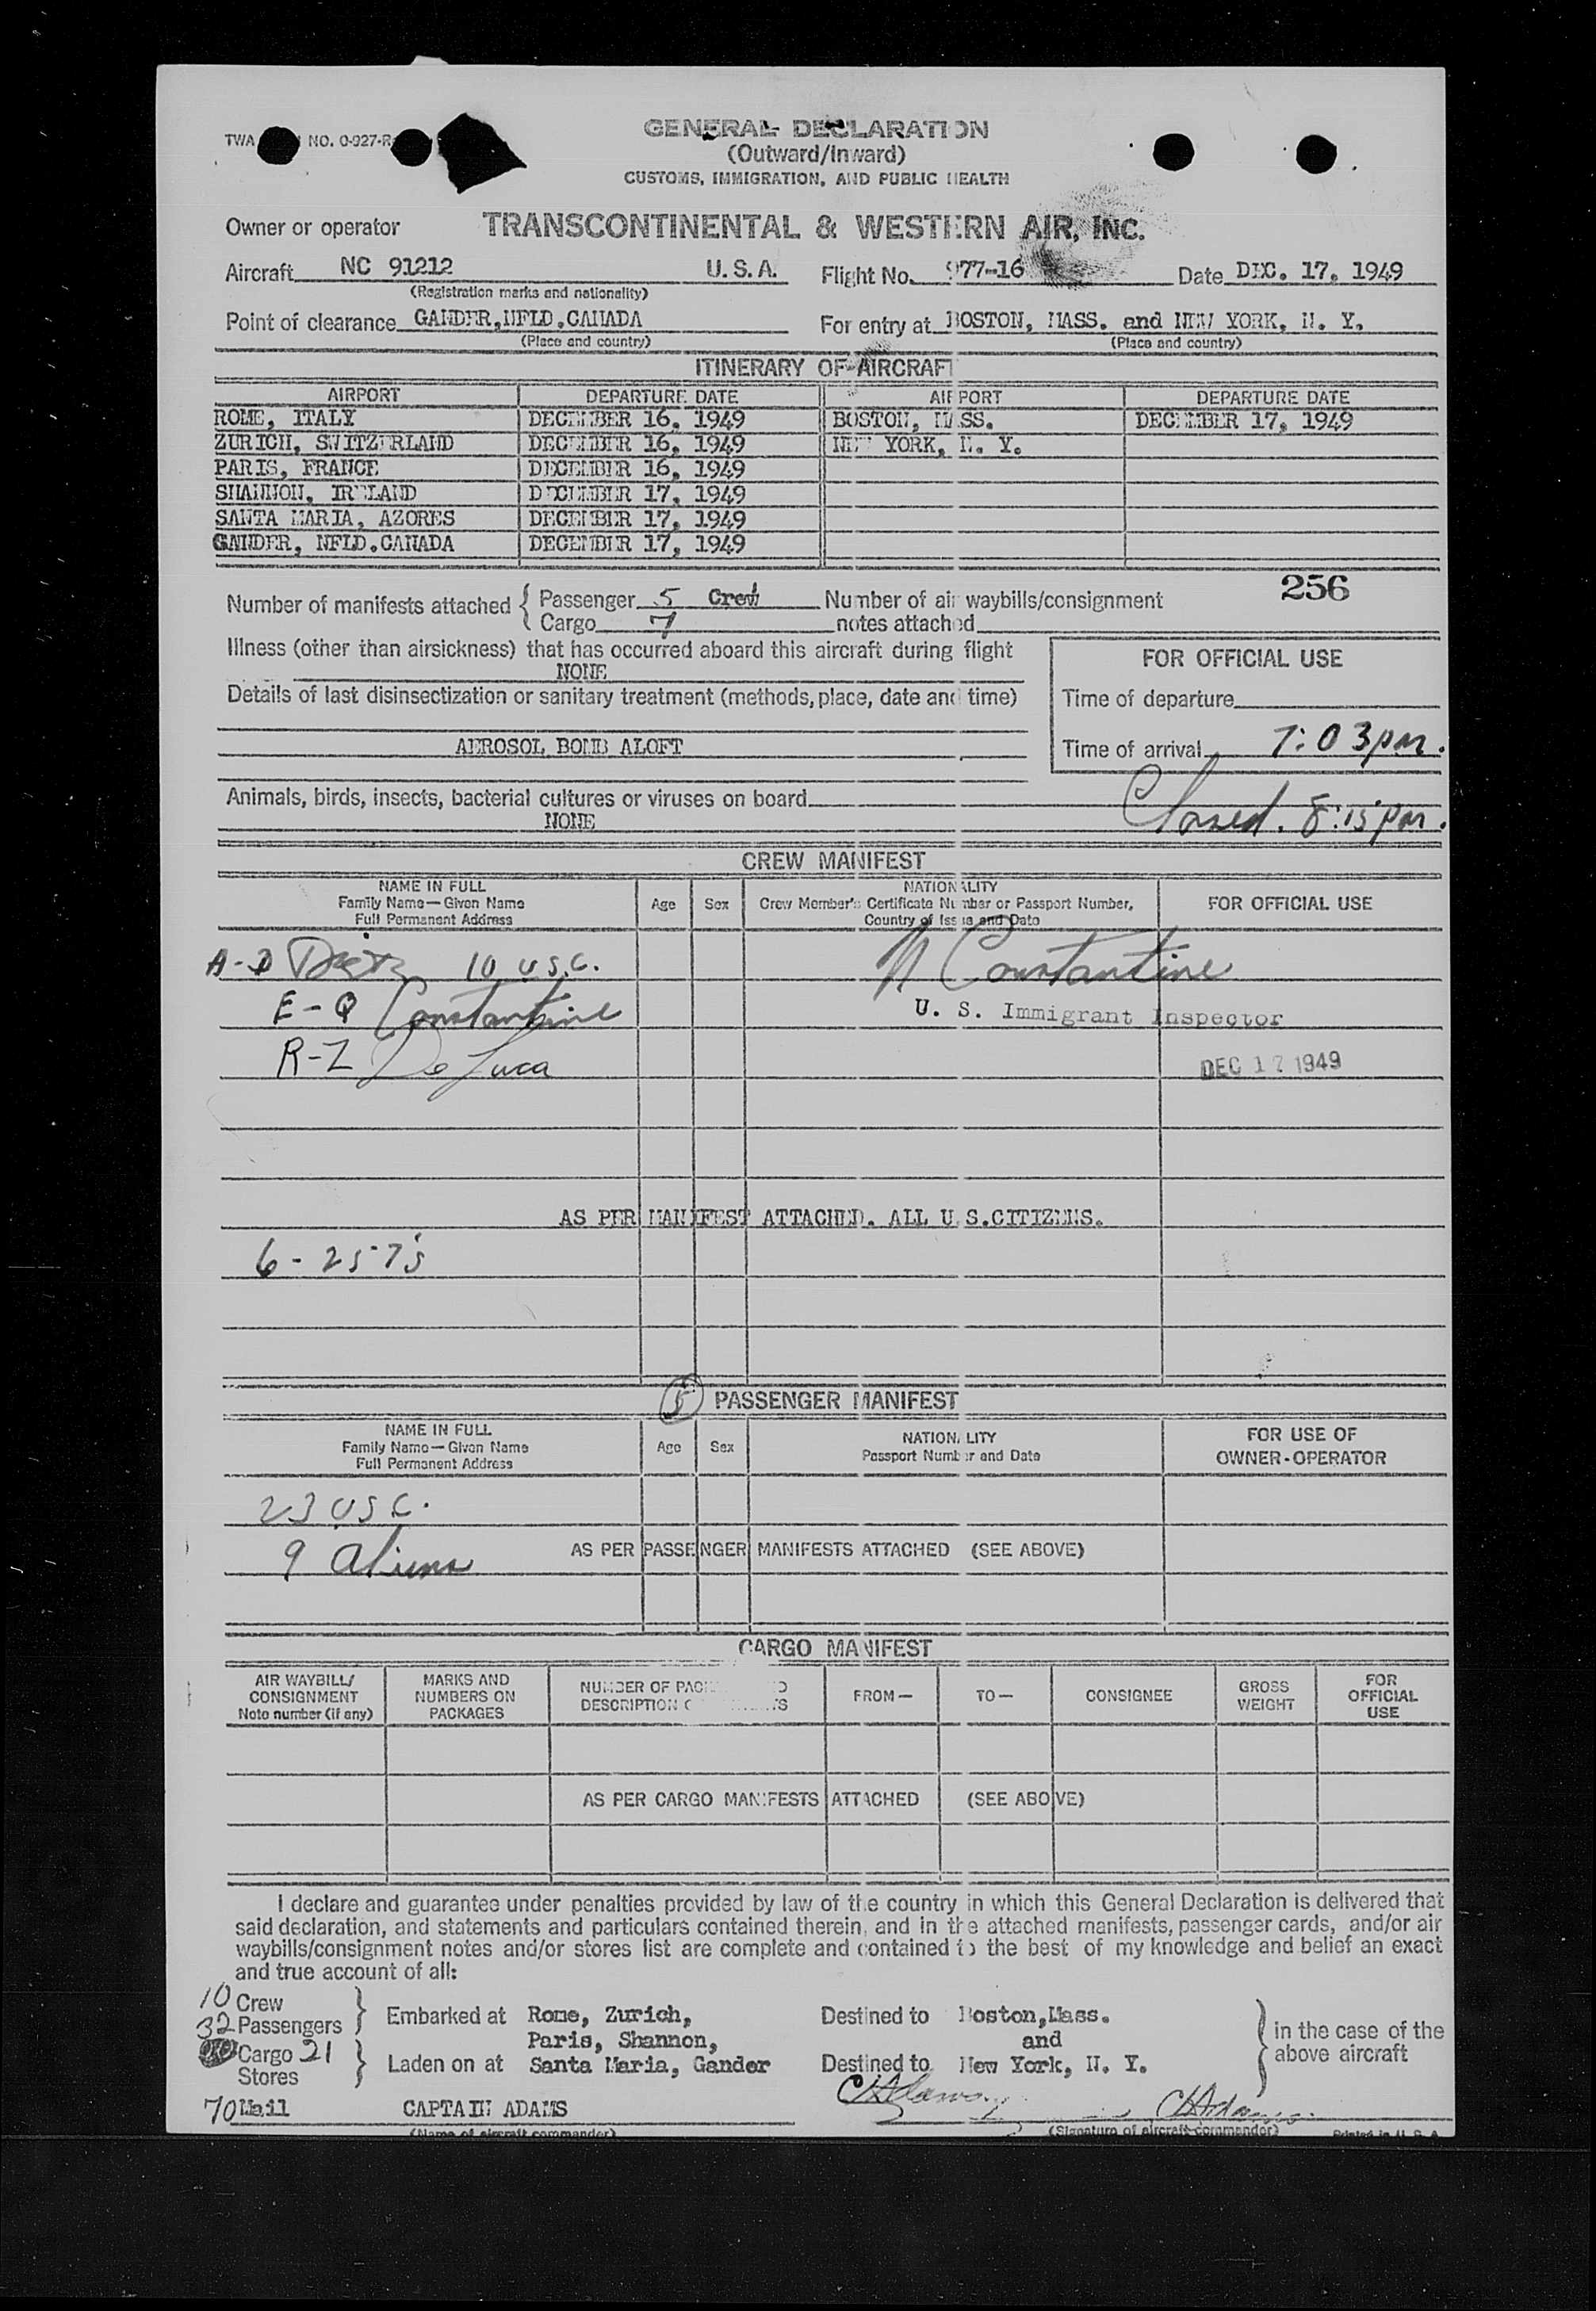 TWA NO. 0-927-R
GENERAL DECLARATION
(Outward/Inward)
CUSTOMS, IMMIGRATION, AND PUBLIC HEALTH
Owner or operator TRANSCONTINENTAL & WESTERN AIR, INC.
Aircraft NC 91212 U.S.A. Flight No. 977-16 Date DEC. 17, 1949
(Registration marks and nationality)
Point of clearance GANDER, NFLD. CANADA For entry at BOSTON, MASS. and NEW YORK, N. Y.
(Place and country) (Place and country)
ITINERARY OF AIRCRAFT
AIRPORT DEPARTURE DATE AIRPORT DEPARTURE DATE
ROME, ITALY DECEMBER 16, 1949 BOSTON, MASS. DECEMBER 17, 1949
ZURICH, SWITZERLAND DECEMBER 16, 1949 NEW YORK, N. Y.
PARIS, FRANCE DECEMBER 16, 1949
SHANNON, IRELAND DECEMBER 17, 1949
SANTA MARIA, AZORES DECEMBER 17, 1949
GANDER, NFLD.CANADA DECEMBER 17, 1949
256
Number of manifests attached { Passenger 5 Crew Number of air waybills/consignment
Cargo 7 notes attached
Illness (other than airsickness) that has occurred aboard this aircraft during flight
NONE
FOR OFFICIAL USE
Details of last disinsectization or sanitary treatment (methods, place, date and time)
Time of departure
AEROSOL BOMB ALOFT
Time of arrival 7:03 pm.
Animals, birds, insects, bacterial cultures or viruses on board
NONE
Closed. 8:15 pm.
CREW MANIFEST
NAME IN FULL
Family Name—Given Name
Full Permanent Address
Age Sex
NATIONALITY
Crew Member's Certificate Number or Passport Number,
Country of Issue and Date
FOR OFFICIAL USE
A-D Dietz 10 U.S.C.
N Constantine
E-Q Constantine
U. S. Immigrant Inspector
R-Z De Luca
DEC 17 1949
AS PER MANIFEST ATTACHED. ALL U.S.CITIZENS.
6 - 257's
5 PASSENGER MANIFEST
NAME IN FULL
Family Name—Given Name
Full Permanent Address
Age Sex
NATIONALITY
Passport Number and Date
FOR USE OF
OWNER-OPERATOR
23 USC.
9 Aliens AS PER PASSENGER MANIFESTS ATTACHED (SEE ABOVE)
CARGO MANIFEST
AIR WAYBILL/
CONSIGNMENT
Note number (if any)
MARKS AND
NUMBERS ON
PACKAGES
NUMBER OF
DESCRIPTION
FROM— TO— CONSIGNEE
GROSS
WEIGHT
FOR
OFFICIAL
USE
AS PER CARGO MANIFESTS ATTACHED (SEE ABOVE)
I declare and guarantee under penalties provided by law of the country in which this General Declaration is delivered that
said declaration, and statements and particulars contained therein, and in the attached manifests, passenger cards, and/or air
waybills/consignment notes and/or stores list are complete and contained to the best of my knowledge and belief an exact
and true account of all:
10 Crew
32 Passengers } Embarked at Rome, Zurich, Destined to Boston,Mass.
Paris, Shannon, and
Cargo 21
Stores } Laden on at Santa Maria, Gander Destined to New York, N. Y.
} in the case of the
above aircraft
70 Mail CAPTAIN ADAMS CH Adams CH Adams
(Name of aircraft commander) (Signature of aircraft commander) Printed in U.S.A.